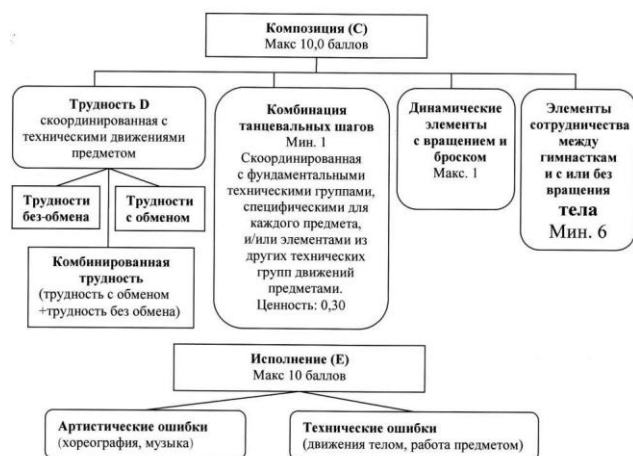 Композиция (С)
Макс 10,0 баллов
Трудность D
скоординированная с
техническими движениями
предметом
Трудности
без-обмена
Трудности
с обменом
Комбинированная
трудность
(трудность с обменом
+трудность без обмена)
Комбинация
танцевальных шагов
Мин. 1
Скоординированная
с фундаментальными
техническими группами,
специфическими для
каждого предмета,
и/или элементами из
других технических
групп движений
предметами.
Ценность: 0,30
Динамические
элементы
с вращением и
броском
Макс. 1
Элементы
сотрудничества
между
гимнасткам
и с или без
вращения
тела
Мин. 6
Исполнение (Е)
Макс 10 баллов
Артистические ошибки
(хореография, музыка)
Технические ошибки
(движения телом, работа предметом)